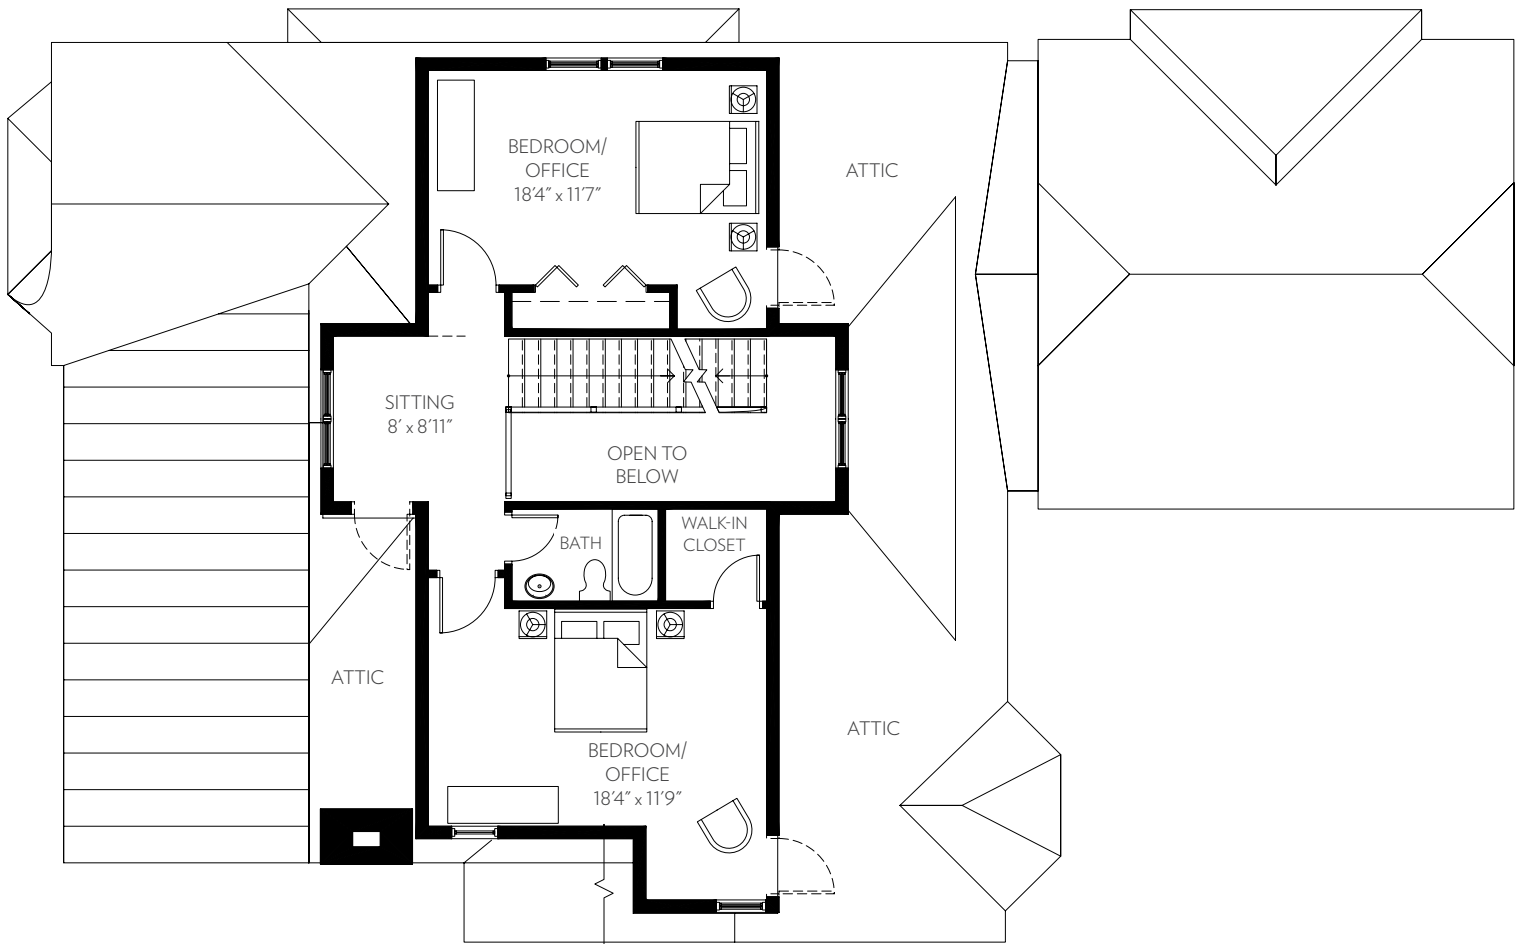 BEDROOM/
OFFICE
18'4" x 11'7"
ATTIC
SITTING
8' x 8'11"
OPEN TO
BELOW
WALK-IN
CLOSET
BATH
ATTIC
ATTIC
BEDROOM/
OFFICE
18'4" x 11'9"